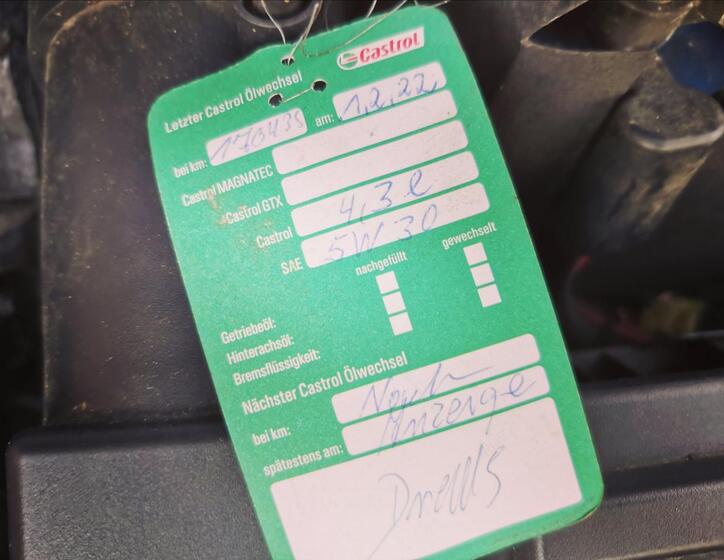 Castrol
Letzter Castrol Ölwechsel
bei km: 170435 am: 1.2.22
Castrol MAGNATEC
Castrol GTX
Castrol 4,3 l
SAE 5W30
nachgefüllt gewechselt
Getriebeöl:
Hinterachsöl:
Bremsflüssigkeit:
Nächster Castrol Ölwechsel
bei km: Nach
spätestens am: Anzeige